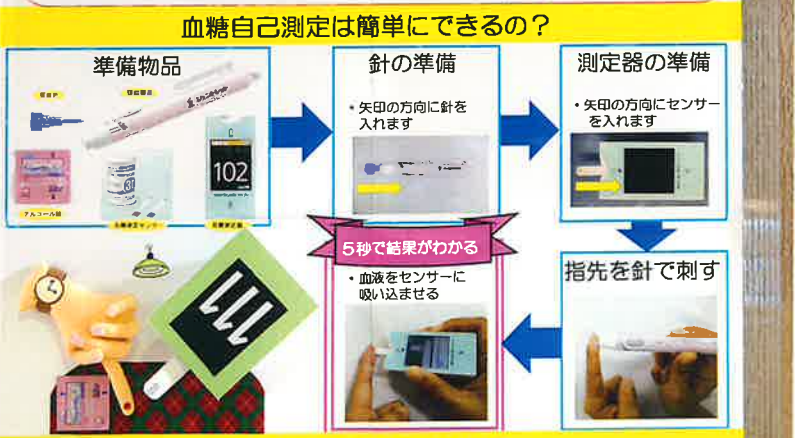 血糖自己測定は簡単にできるの？
準備物品
102
アルコール綿
針の準備
・矢印の方向に針を
入れます
測定器の準備
・矢印の方向にセンサー
を入れます
指先を針で刺す
5秒で結果がわかる
・血液をセンサーに
吸い込ませる